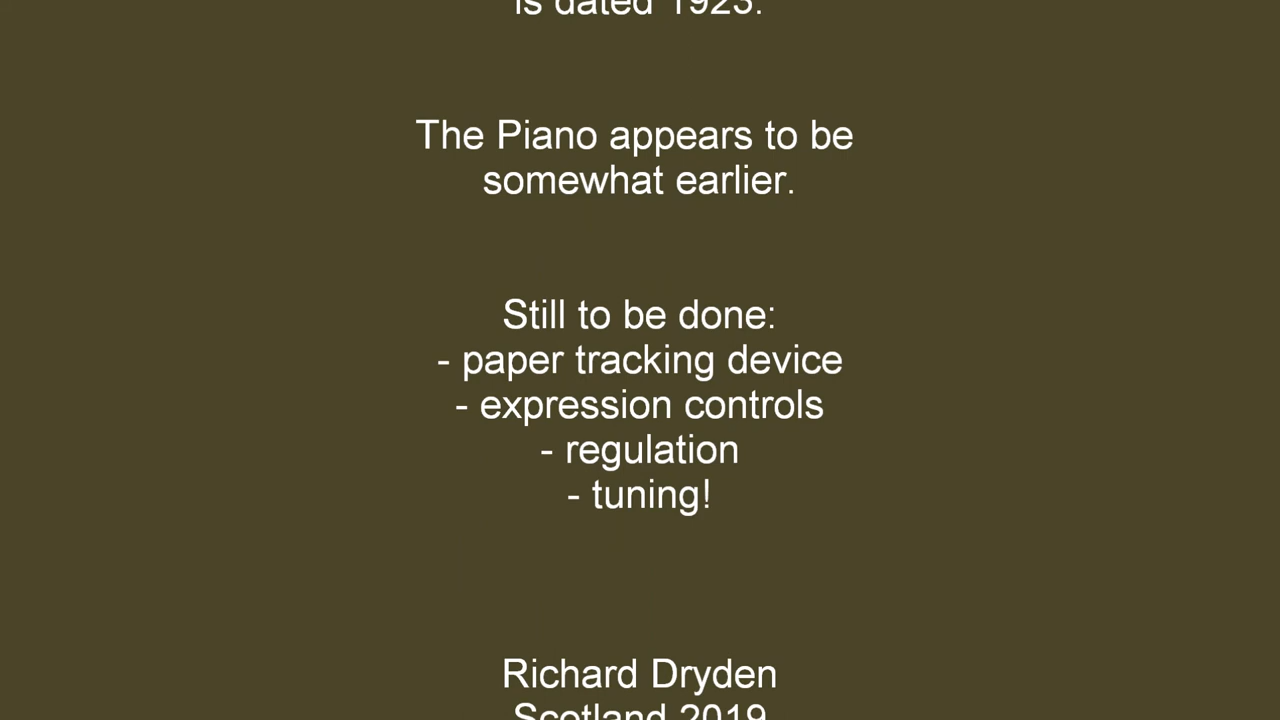 is dated 1923.
The Piano appears to be
somewhat earlier.
Still to be done:
- paper tracking device
- expression controls
- regulation
- tuning!
Richard Dryden
Scotland 2019